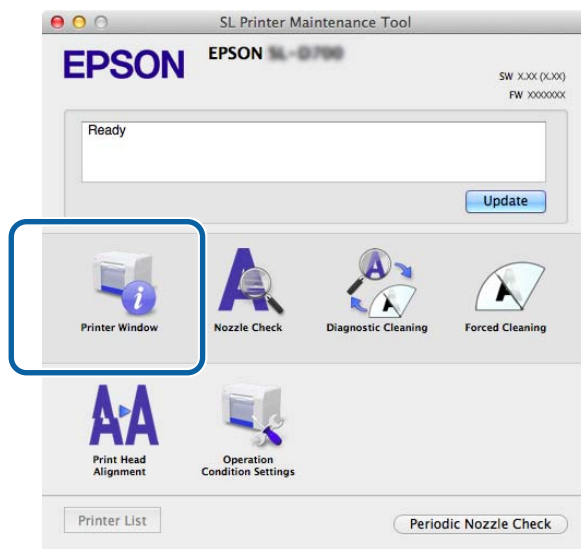 SL Printer Maintenance Tool
EPSON
EPSON
SW X.XX (X.XX)
FW XXXXXXX
Ready
Update
Printer Window
Nozzle Check
Diagnostic Cleaning
Forced Cleaning
Print Head
Alignment
Operation
Condition Settings
Printer List
Periodic Nozzle Check